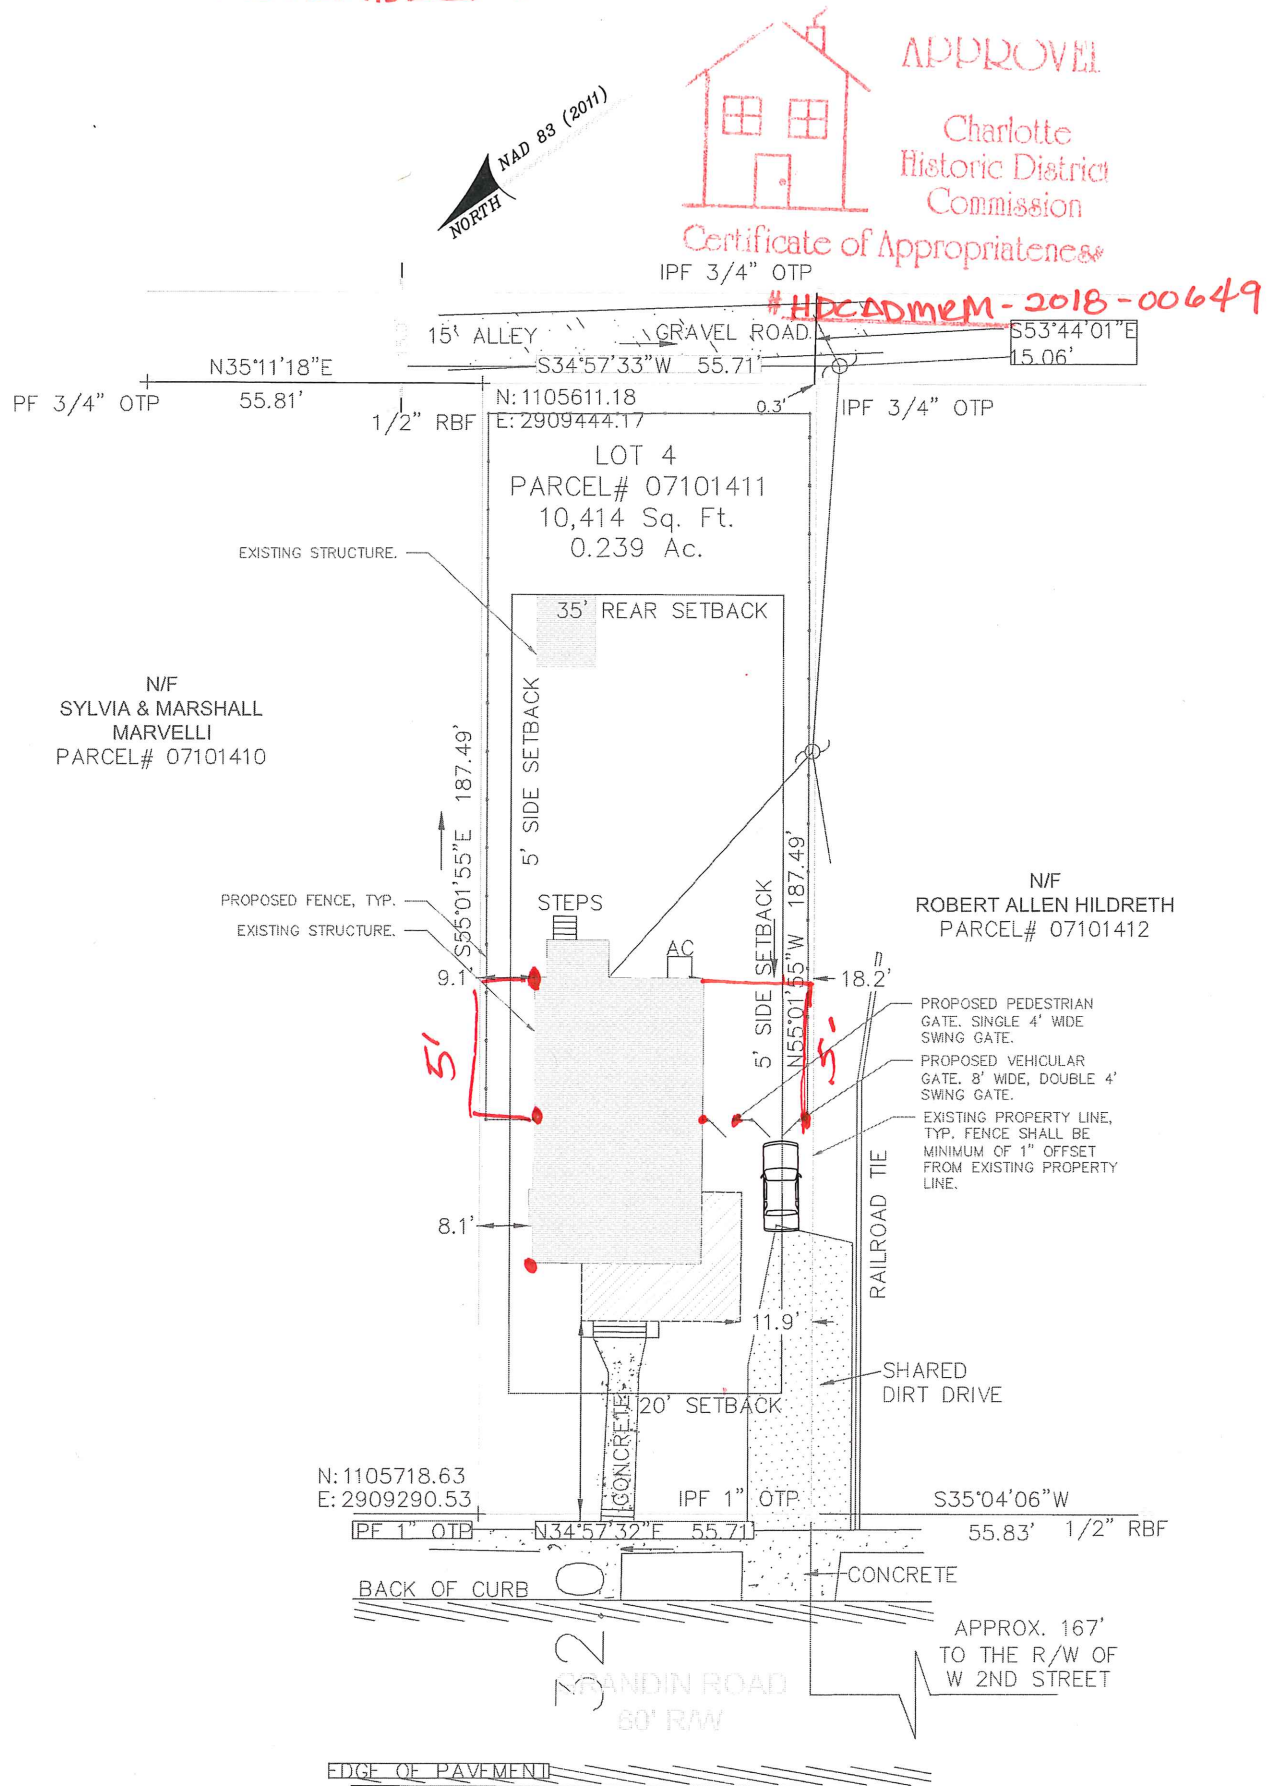 APPROVED
Charlotte
Historic District
Commission
Certificate of Appropriateness
# HDCADMRM-2018-00649
NAD 83 (2011)
NORTH
IPF 3/4" OTP
15' ALLEY
GRAVEL ROAD
S53°44'01"E
15.06'
N35°11'18"E
S34°57'33"W 55.71'
PF 3/4" OTP
55.81'
1/2" RBF
N: 1105611.18
E: 2909444.17
0.3'
IPF 3/4" OTP
LOT 4
PARCEL# 07101411
10,414 Sq. Ft.
0.239 Ac.
EXISTING STRUCTURE.
35' REAR SETBACK
N/F
SYLVIA & MARSHALL
MARVELLI
PARCEL# 07101410
5' SIDE SETBACK
S55°01'55"E 187.49'
N55°01'55"W 187.49'
5' SIDE SETBACK
N/F
ROBERT ALLEN HILDRETH
PARCEL# 07101412
PROPOSED FENCE, TYP.
EXISTING STRUCTURE.
STEPS
AC
9.1'
18.2'
5'
5'
PROPOSED PEDESTRIAN
GATE. SINGLE 4' WIDE
SWING GATE.
PROPOSED VEHICULAR
GATE. 8' WIDE, DOUBLE 4'
SWING GATE.
EXISTING PROPERTY LINE,
TYP. FENCE SHALL BE
MINIMUM OF 1" OFFSET
FROM EXISTING PROPERTY
LINE.
RAILROAD TIE
8.1'
11.9'
SHARED
DIRT DRIVE
20' SETBACK
CONCRETE
N: 1105718.63
E: 2909290.53
IPF 1" OTP
S35°04'06"W
PF 1" OTP
N34°57'32"E 55.71'
55.83' 1/2" RBF
CONCRETE
BACK OF CURB
32.
APPROX. 167'
TO THE R/W OF
W 2ND STREET
GRANDIN ROAD
60' R/W
EDGE OF PAVEMENT